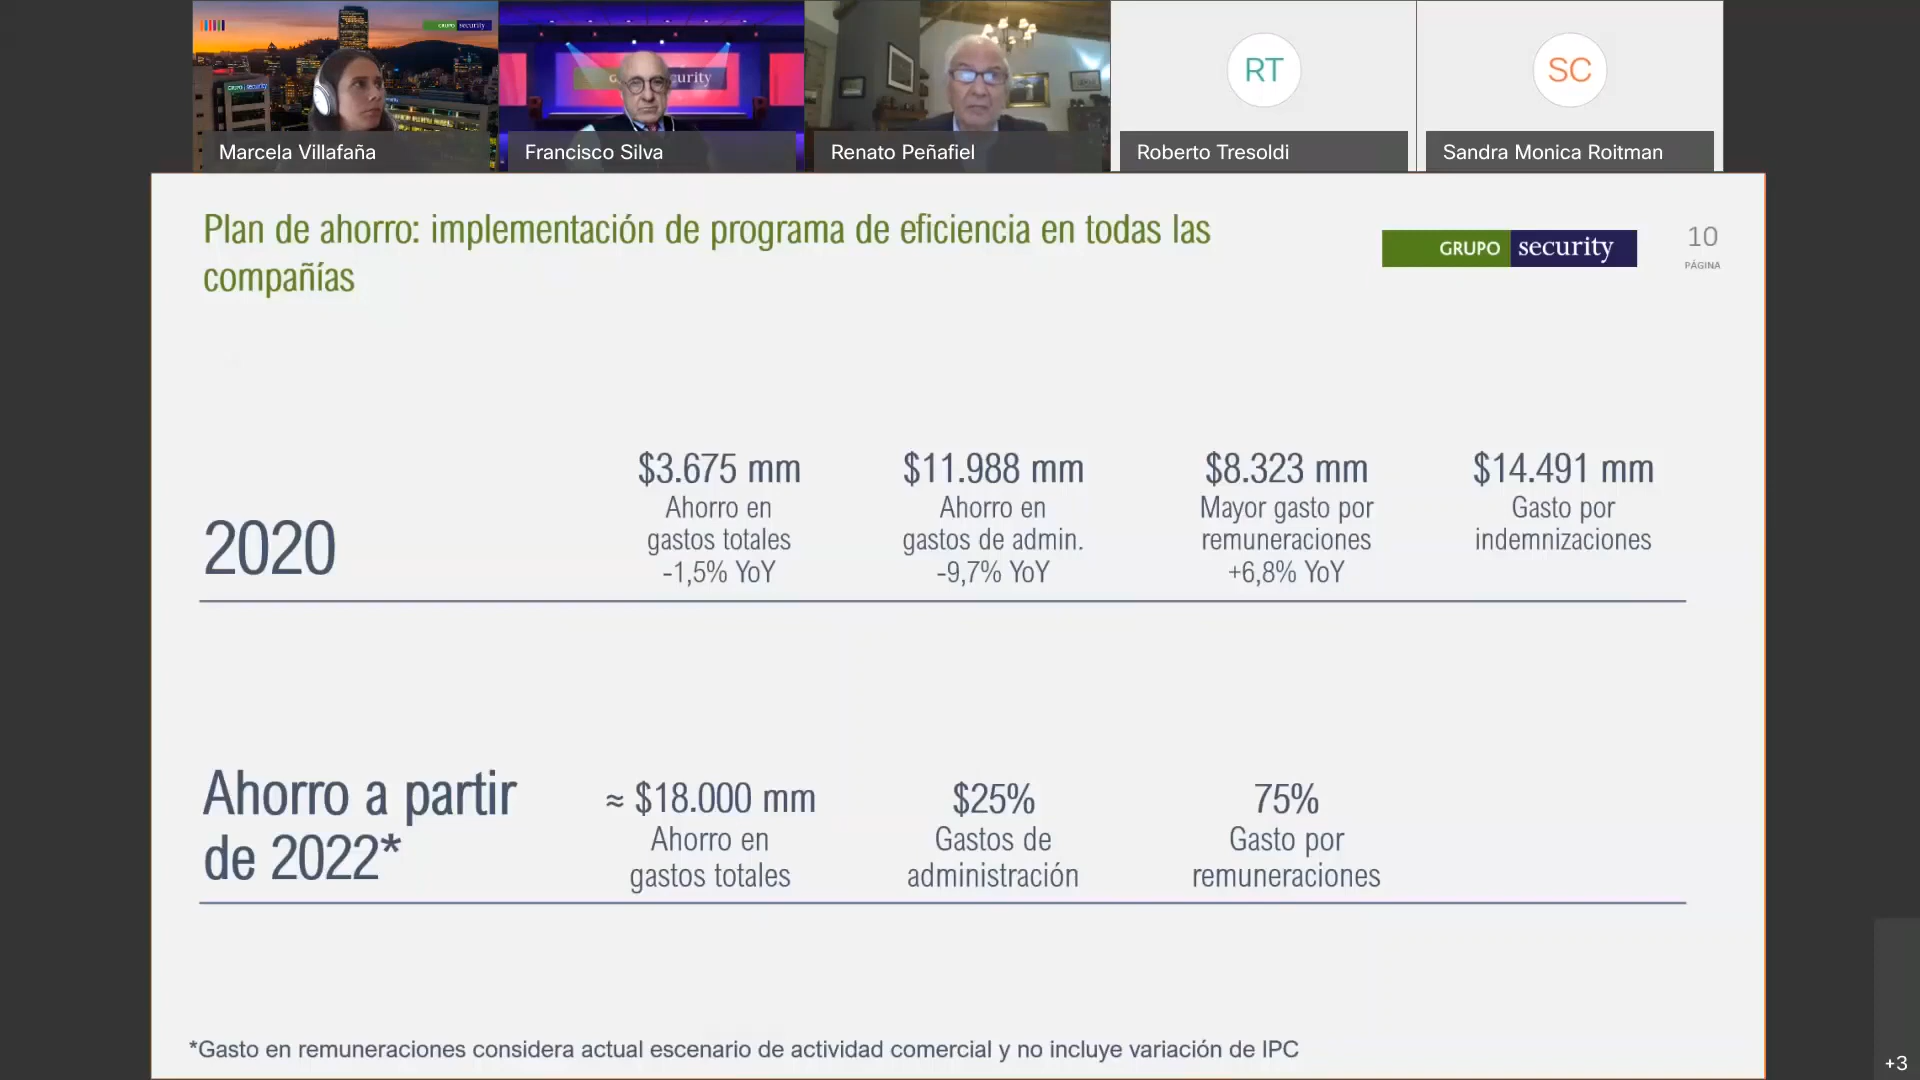 GRUPO security
Marcela Villafaña
Francisco Silva
Renato Peñafiel
RT
Roberto Tresoldi
SC
Sandra Monica Roitman
Plan de ahorro: implementación de programa de eficiencia en todas las
compañías
GRUPO security
10
PÁGINA
2020
$3.675 mm
Ahorro en
gastos totales
-1,5% YoY
$11.988 mm
Ahorro en
gastos de admin.
-9,7% YoY
$8.323 mm
Mayor gasto por
remuneraciones
+6,8% YoY
$14.491 mm
Gasto por
indemnizaciones
Ahorro a partir
de 2022*
≈ $18.000 mm
Ahorro en
gastos totales
$25%
Gastos de
administración
75%
Gasto por
remuneraciones
*Gasto en remuneraciones considera actual escenario de actividad comercial y no incluye variación de IPC
+3